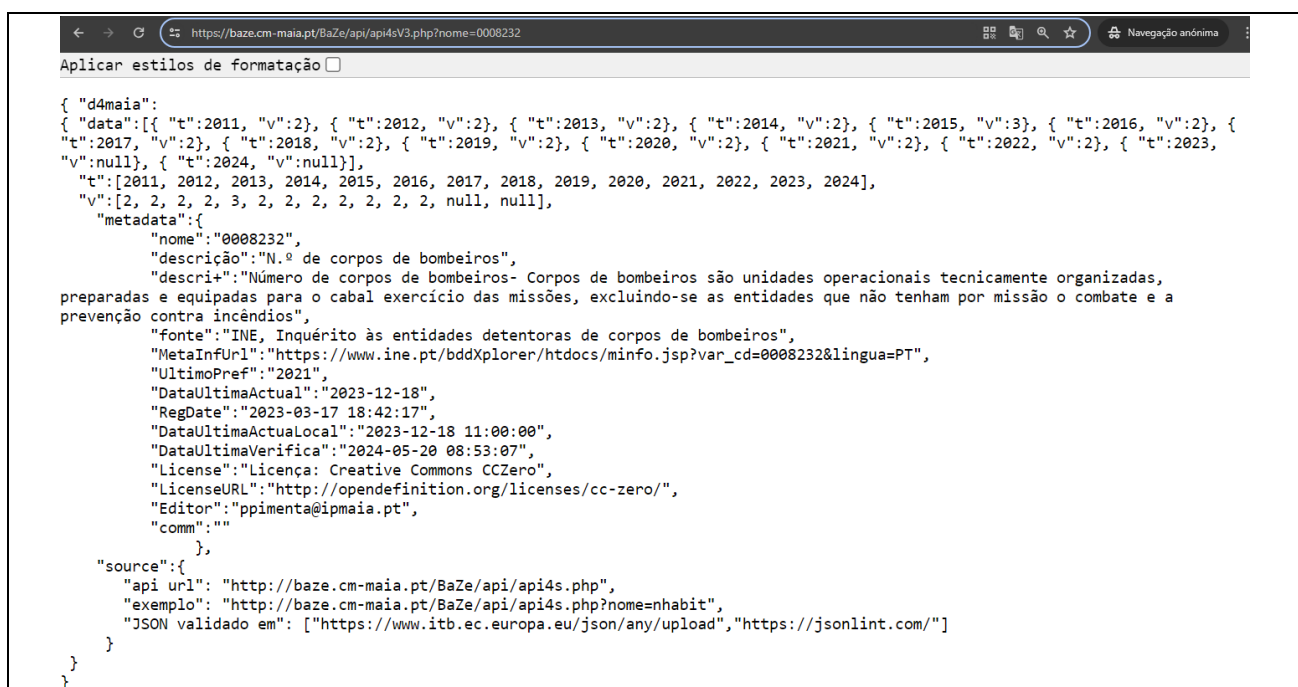 https://baze.cm-maia.pt/BaZe/api/api4sV3.php?nome=0008232 Navegação anónima
Aplicar estilos de formatação
{ "d4maia":
{ "data":[{ "t":2011, "v":2}, { "t":2012, "v":2}, { "t":2013, "v":2}, { "t":2014, "v":2}, { "t":2015, "v":3}, { "t":2016, "v":2}, {
"t":2017, "v":2}, { "t":2018, "v":2}, { "t":2019, "v":2}, { "t":2020, "v":2}, { "t":2021, "v":2}, { "t":2022, "v":2}, { "t":2023,
"v":null}, { "t":2024, "v":null}],
"t":[2011, 2012, 2013, 2014, 2015, 2016, 2017, 2018, 2019, 2020, 2021, 2022, 2023, 2024],
"v":[2, 2, 2, 2, 3, 2, 2, 2, 2, 2, 2, 2, null, null],
"metadata":{
"nome":"0008232",
"descrição":"N.º de corpos de bombeiros",
"descri+":"Número de corpos de bombeiros- Corpos de bombeiros são unidades operacionais tecnicamente organizadas,
preparadas e equipadas para o cabal exercício das missões, excluindo-se as entidades que não tenham por missão o combate e a
prevenção contra incêndios",
"fonte":"INE, Inquérito às entidades detentoras de corpos de bombeiros",
"MetaInfUrl":"https://www.ine.pt/bddXplorer/htdocs/minfo.jsp?var_cd=0008232&lingua=PT",
"UltimoPref":"2021",
"DataUltimaActual":"2023-12-18",
"RegDate":"2023-03-17 18:42:17",
"DataUltimaActuaLocal":"2023-12-18 11:00:00",
"DataUltimaVerifica":"2024-05-20 08:53:07",
"License":"Licença: Creative Commons CCZero",
"LicenseURL":"http://opendefinition.org/licenses/cc-zero/",
"Editor":"ppimenta@ipmaia.pt",
"comm":""
},
"source":{
"api url": "http://baze.cm-maia.pt/BaZe/api/api4s.php",
"exemplo": "http://baze.cm-maia.pt/BaZe/api/api4s.php?nome=nhabit",
"JSON validado em": ["https://www.itb.ec.europa.eu/json/any/upload","https://jsonlint.com/"]
}
}
}